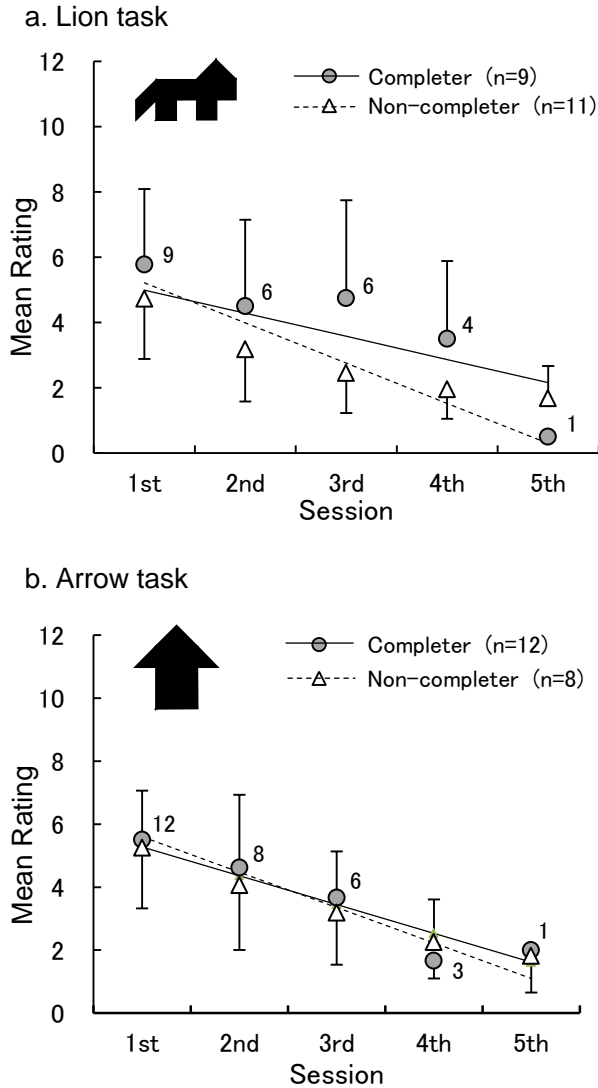 a. Lion task
12
10
8
6
4
2
0
Mean Rating
Completer (n=9)
Non-completer (n=11)
9
6
6
4
1
1st 2nd 3rd 4th 5th
Session
b. Arrow task
12
10
8
6
4
2
0
Mean Rating
Completer (n=12)
Non-completer (n=8)
12
8
6
3
1
1st 2nd 3rd 4th 5th
Session